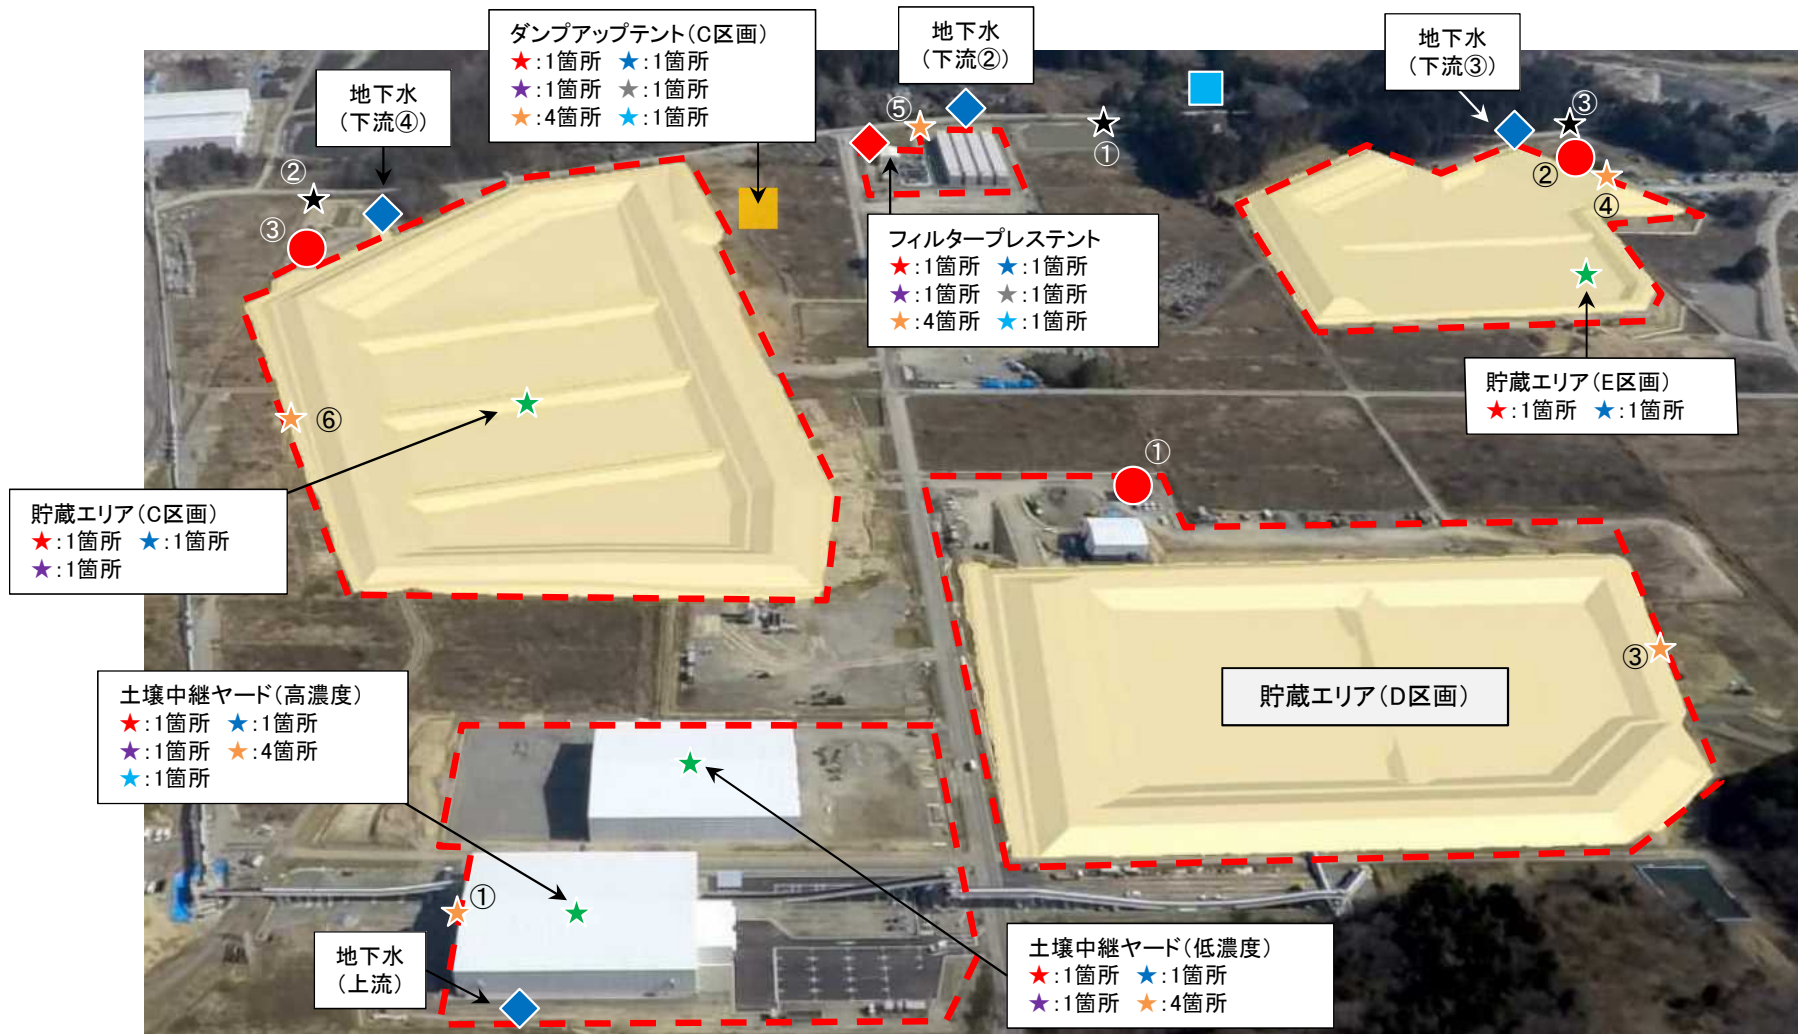 ダンプアップテント(C区画)
★:1箇所 ★:1箇所
★:1箇所 ★:1箇所
★:4箇所 ★:1箇所
地下水
(下流②)
地下水
(下流③)
地下水
(下流④)
⑤
①
③
②
④
②
③
フィルタープレステント
★:1箇所 ★:1箇所
★:1箇所 ★:1箇所
★:4箇所 ★:1箇所
貯蔵エリア(E区画)
★:1箇所 ★:1箇所
⑥
①
貯蔵エリア(C区画)
★:1箇所 ★:1箇所
★:1箇所
③
貯蔵エリア(D区画)
土壌中継ヤード(高濃度)
★:1箇所 ★:1箇所
★:1箇所 ★:4箇所
★:1箇所
①
地下水
(上流)
土壌中継ヤード(低濃度)
★:1箇所 ★:1箇所
★:1箇所 ★:4箇所